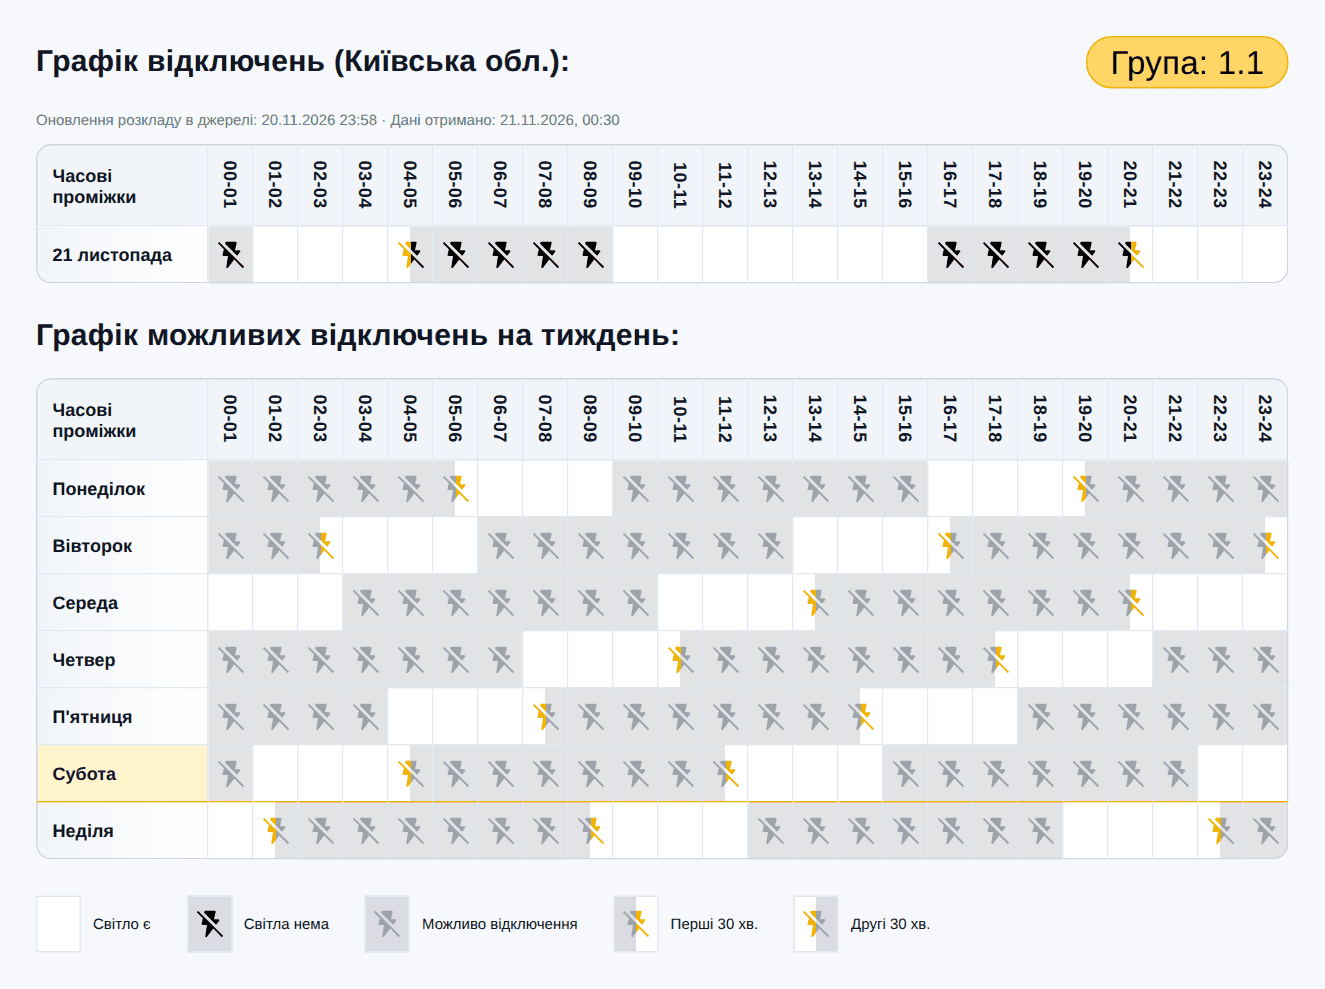 Графік відключень (Київська обл.):
Група: 1.1
Оновлення розкладу в джерелі: 20.11.2026 23:58 · Дані отримано: 21.11.2026, 00:30
Часові проміжки 00-01 01-02 02-03 03-04 04-05 05-06 06-07 07-08 08-09 09-10 10-11 11-12 12-13 13-14 14-15 15-16 16-17 17-18 18-19 19-20 20-21 21-22 22-23 23-24
21 листопада
Графік можливих відключень на тиждень:
Часові проміжки 00-01 01-02 02-03 03-04 04-05 05-06 06-07 07-08 08-09 09-10 10-11 11-12 12-13 13-14 14-15 15-16 16-17 17-18 18-19 19-20 20-21 21-22 22-23 23-24
Понеділок
Вівторок
Середа
Четвер
П'ятниця
Субота
Неділя
Світло є Світла нема Можливо відключення Перші 30 хв. Другі 30 хв.